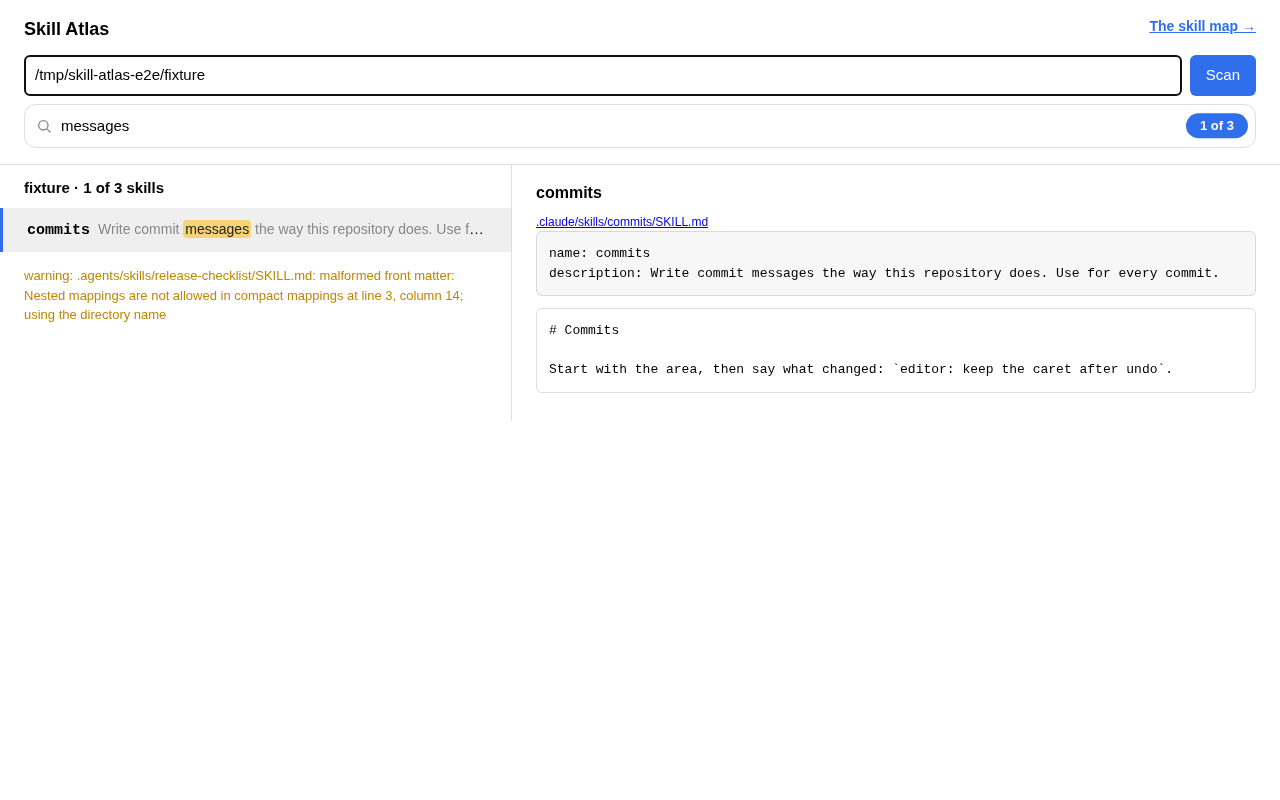 Skill Atlas
The skill map →
/tmp/skill-atlas-e2e/fixture
Scan
messages
1 of 3
fixture · 1 of 3 skills
commits Write commit messages the way this repository does. Use f…
warning: .agents/skills/release-checklist/SKILL.md: malformed front matter:
Nested mappings are not allowed in compact mappings at line 3, column 14;
using the directory name
commits
.claude/skills/commits/SKILL.md
name: commits
description: Write commit messages the way this repository does. Use for every commit.
# Commits
Start with the area, then say what changed: `editor: keep the caret after undo`.